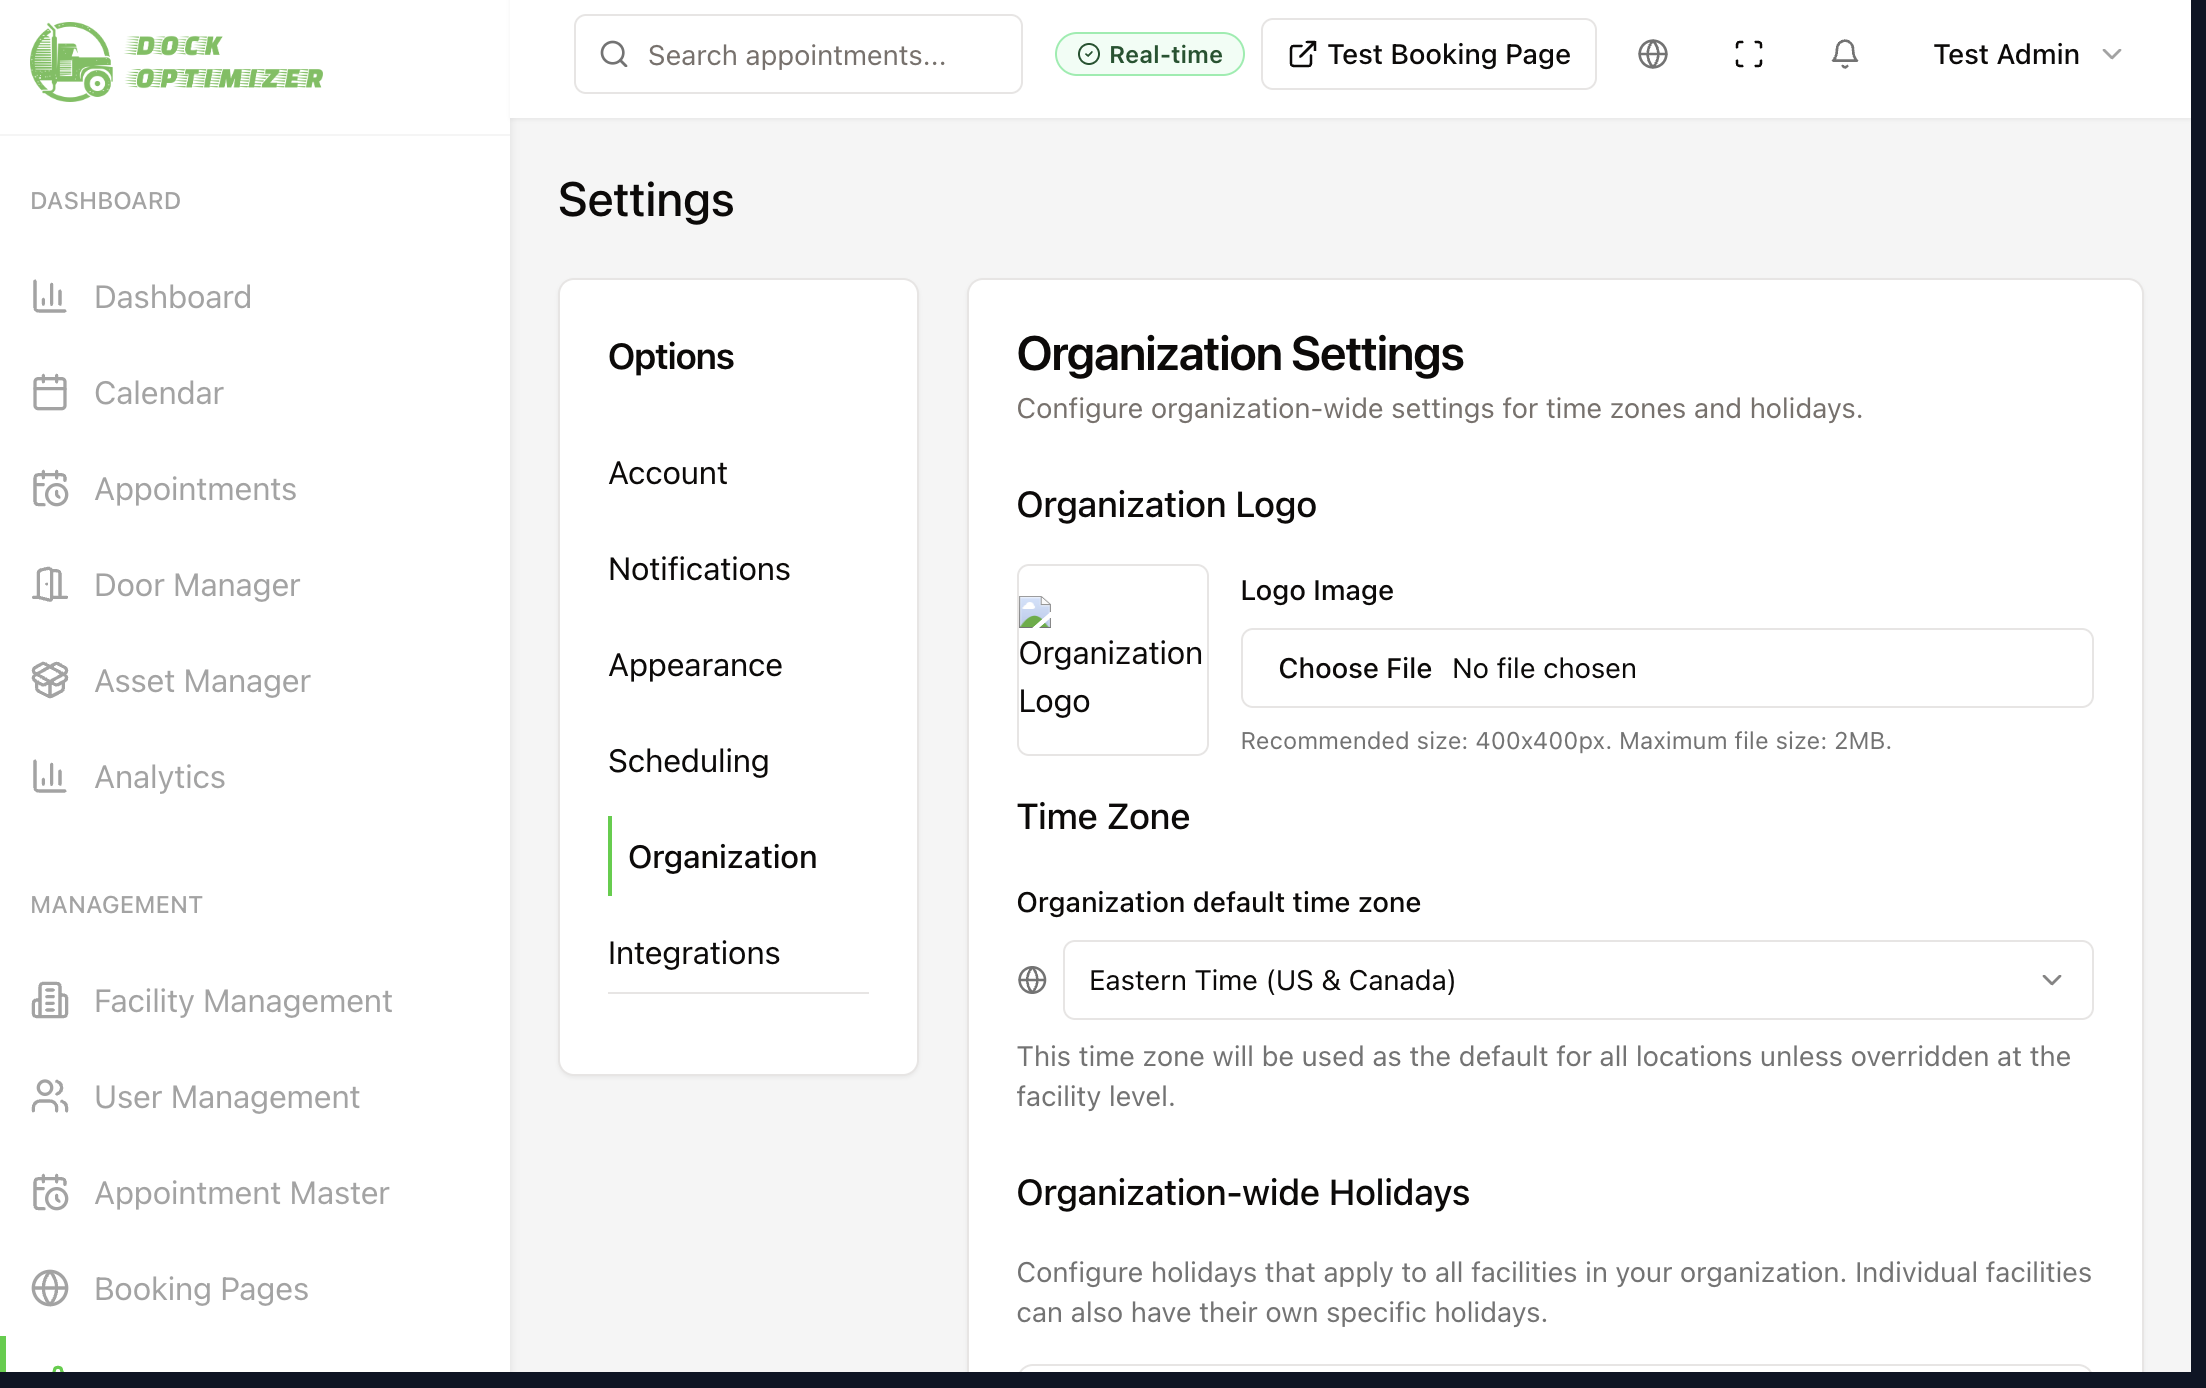 DOCK
OPTIMIZER
Search appointments...
Real-time
Test Booking Page
Test Admin
DASHBOARD
Dashboard
Calendar
Appointments
Door Manager
Asset Manager
Analytics
MANAGEMENT
Facility Management
User Management
Appointment Master
Booking Pages
Settings
Options
Account
Notifications
Appearance
Scheduling
Organization
Integrations
Organization Settings
Configure organization-wide settings for time zones and holidays.
Organization Logo
Organization
Logo
Logo Image
Choose File No file chosen
Recommended size: 400x400px. Maximum file size: 2MB.
Time Zone
Organization default time zone
Eastern Time (US & Canada)
This time zone will be used as the default for all locations unless overridden at the
facility level.
Organization-wide Holidays
Configure holidays that apply to all facilities in your organization. Individual facilities
can also have their own specific holidays.